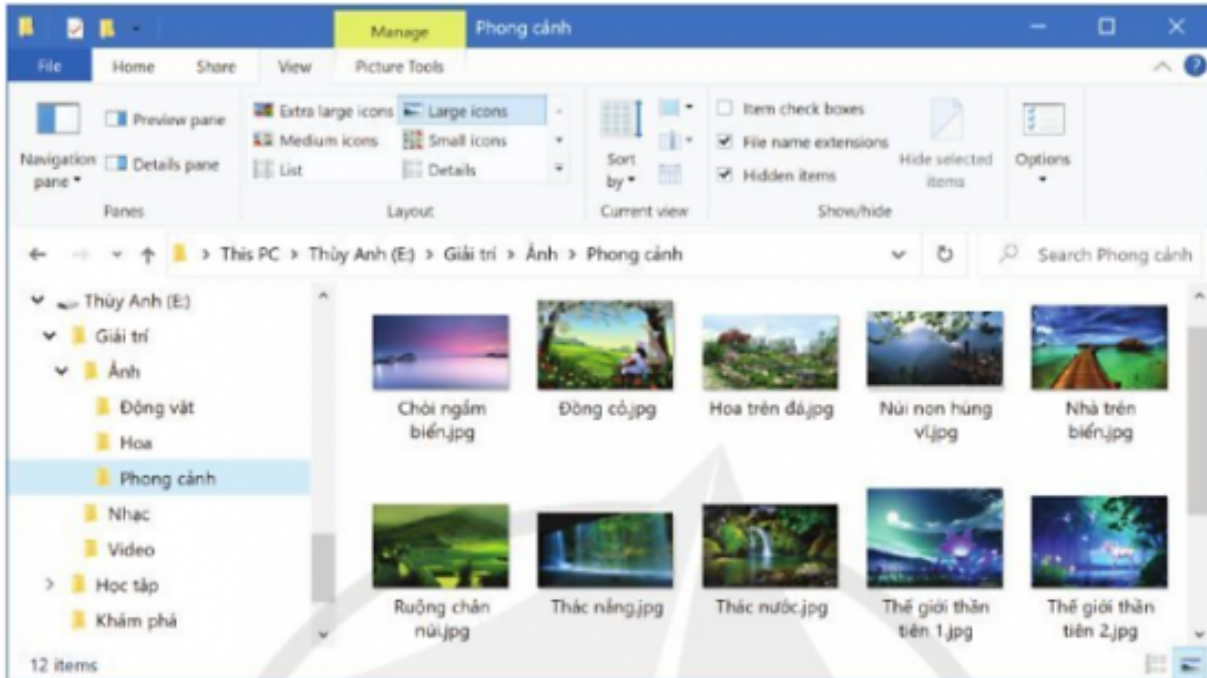 Manage Phong cảnh
File Home Share View Picture Tools
Navigation pane
Preview pane
Details pane
Panes
Extra large icons Large icons
Medium icons Small icons
List Details
Layout
Sort by
Current view
Item check boxes
File name extensions
Hidden items
Hide selected items
Show/hide
Options
This PC > Thùy Anh (E:) > Giải trí > Ảnh > Phong cảnh
Search Phong cảnh
Thùy Anh (E:)
Giải trí
Ảnh
Động vật
Hoa
Phong cảnh
Nhạc
Video
Học tập
Khám phá
Chòi ngắm
biển.jpg
Đồng cỏ.jpg
Hoa trên đá.jpg
Núi non hùng
vĩ.jpg
Nhà trên
biển.jpg
Ruộng chân
núi.jpg
Thác nắng.jpg
Thác nước.jpg
Thế giới thần
tiên 1.jpg
Thế giới thần
tiên 2.jpg
12 items